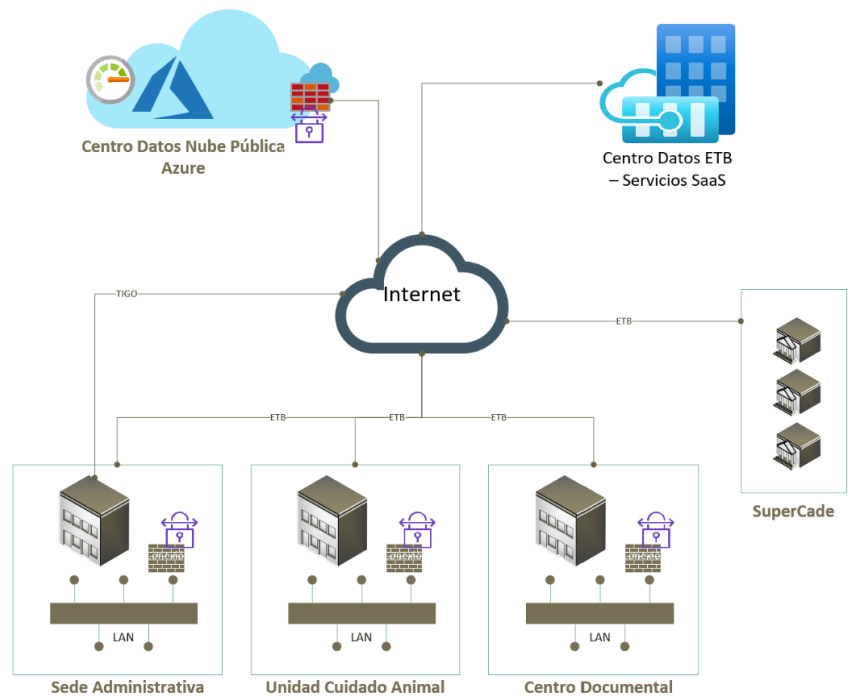 Centro Datos Nube Pública
Azure
Centro Datos ETB
– Servicios SaaS
Internet
TIGO
ETB
ETB
ETB
ETB
SuperCade
LAN
LAN
LAN
Sede Administrativa
Unidad Cuidado Animal
Centro Documental